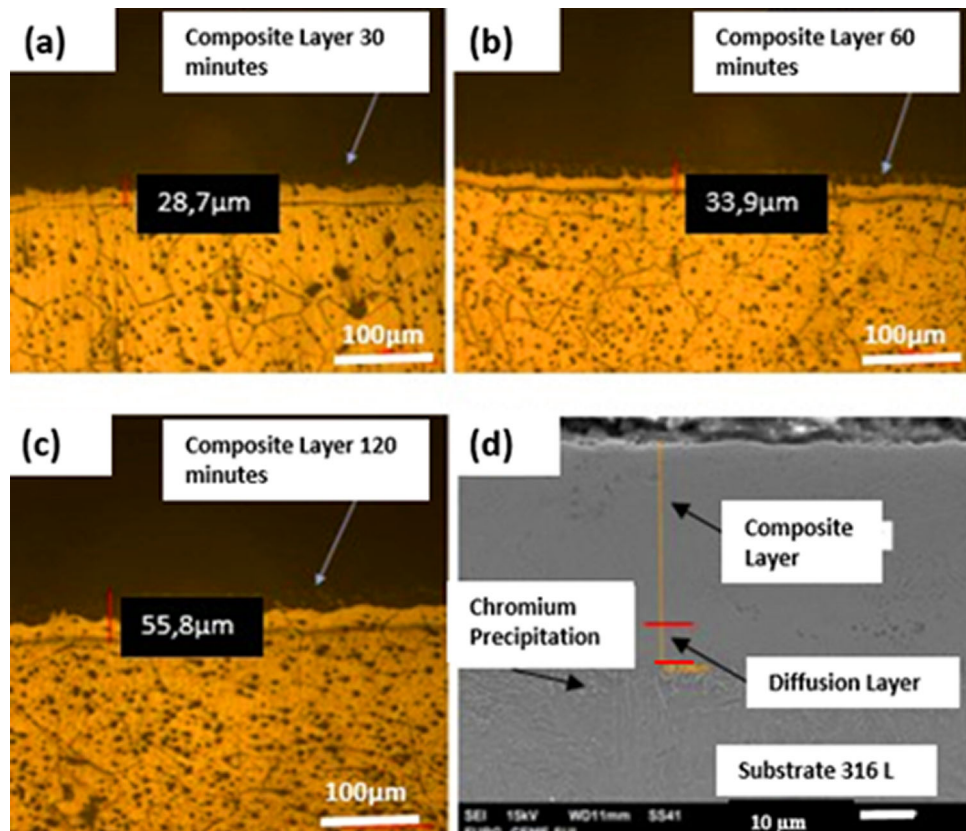 (a)
Composite Layer 30
minutes
28,7μm
100μm
(b)
Composite Layer 60
minutes
33,9μm
100μm
(c)
Composite Layer 120
minutes
55,8μm
100μm
(d)
Composite
Layer
Chromium
Precipitation
Diffusion Layer
Substrate 316 L
SEI 15kV WD11mm SS41
10 μm